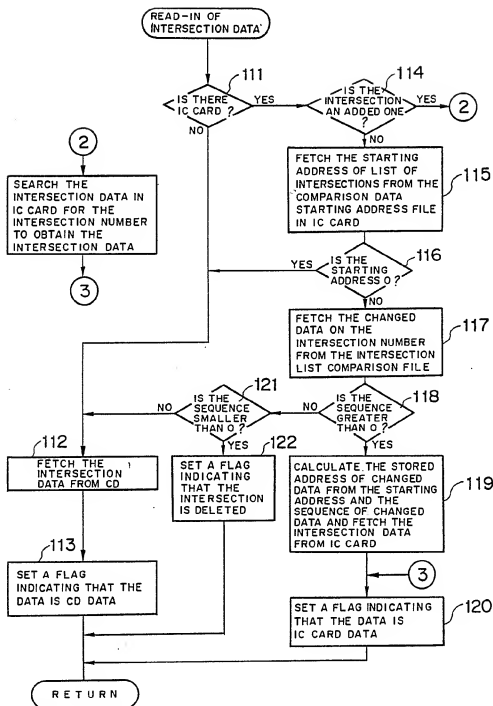 READ-IN OF
INTERSECTION DATA
111
IS THERE
IC CARD ?
YES
NO
114
IS THE
INTERSECTION
AN ADDED ONE
?
YES
2
NO
2
SEARCH THE
INTERSECTION DATA IN
IC CARD FOR THE
INTERSECTION NUMBER
TO OBTAIN THE
INTERSECTION DATA
3
FETCH THE STARTING
ADDRESS OF LIST OF
INTERSECTIONS FROM THE
COMPARISON DATA
STARTING ADDRESS FILE
IN IC CARD
115
116
IS THE
STARTING
ADDRESS 0 ?
YES
NO
FETCH THE CHANGED
DATA ON THE
INTERSECTION NUMBER
FROM THE INTERSECTION
LIST COMPARISON FILE
117
118
IS THE
SEQUENCE
GREATER
THAN 0 ?
NO
YES
121
IS THE
SEQUENCE
SMALLER
THAN 0 ?
NO
YES
112
FETCH THE
INTERSECTION
DATA FROM CD
122
SET A FLAG
INDICATING THAT
THE INTERSECTION
IS DELETED
CALCULATE THE STORED
ADDRESS OF CHANGED
DATA FROM THE STARTING
ADDRESS AND THE
SEQUENCE OF CHANGED
DATA AND FETCH THE
INTERSECTION DATA
FROM IC CARD
119
113
SET A FLAG
INDICATING THAT THE
DATA IS CD DATA
3
SET A FLAG INDICATING
THAT THE DATA IS
IC CARD DATA
120
RETURN